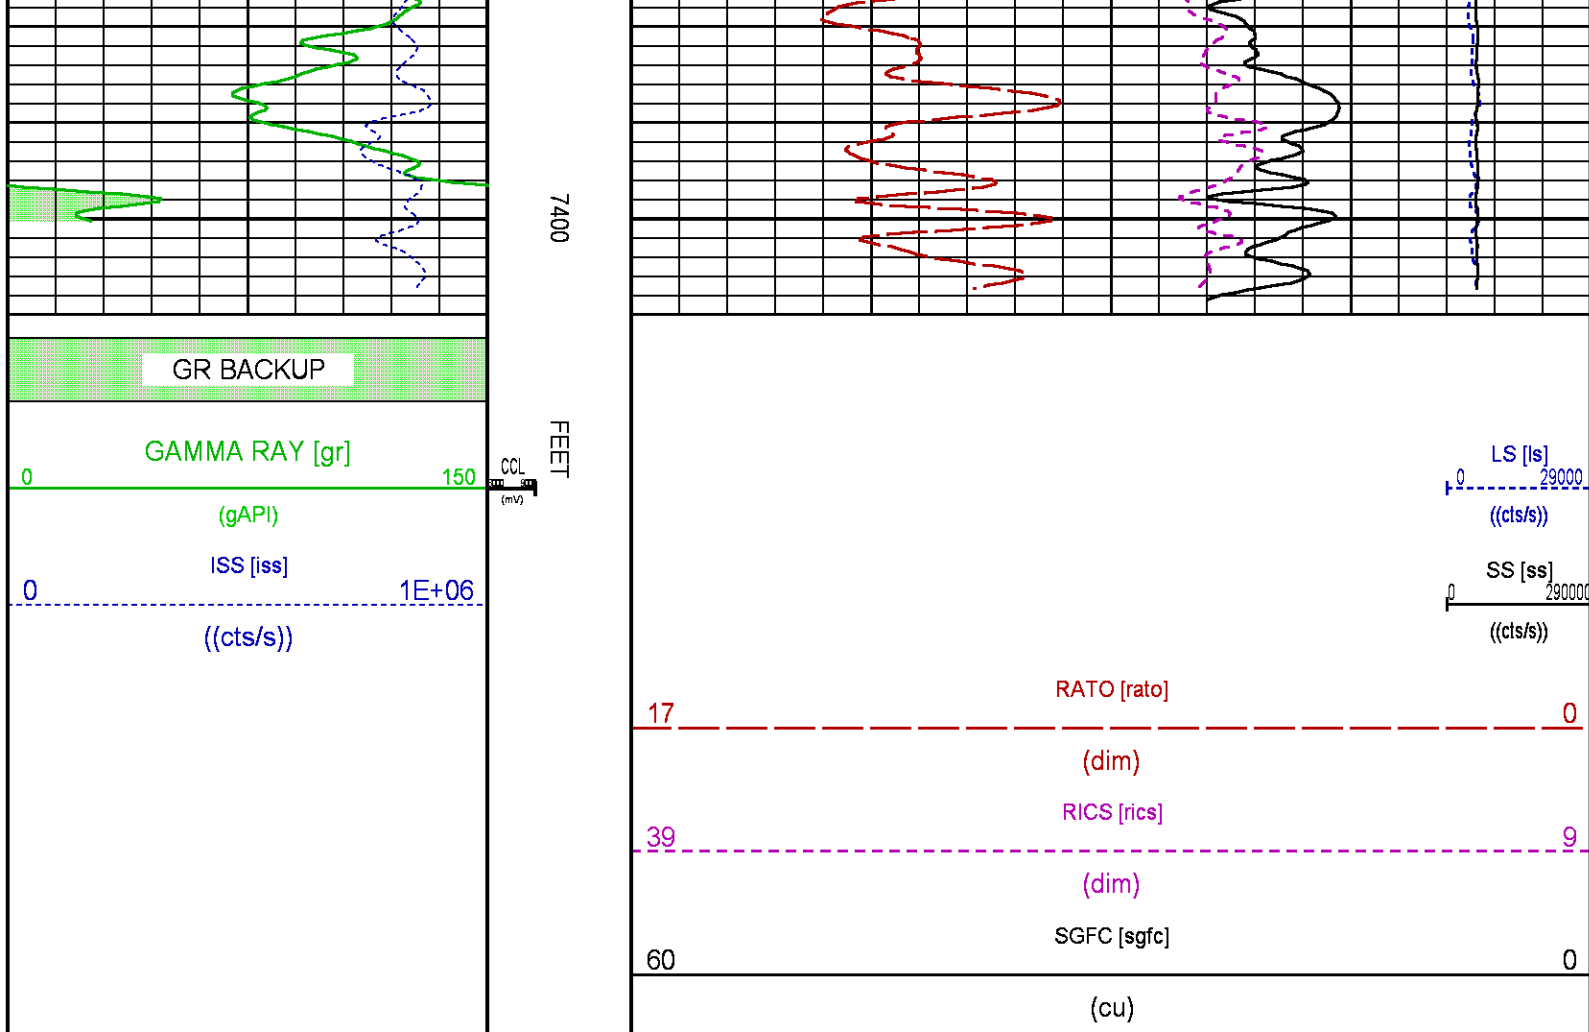 7400
GR BACKUP
FEET
GAMMA RAY [gr]
0 150
(gAPI)
CCL
(mV)
ISS [iss]
0 1E+06
((cts/s))
LS [ls]
0 29000
((cts/s))
SS [ss]
0 290000
((cts/s))
RATO [rato]
17 0
(dim)
RICS [rics]
39 9
(dim)
SGFC [sgfc]
60 0
(cu)